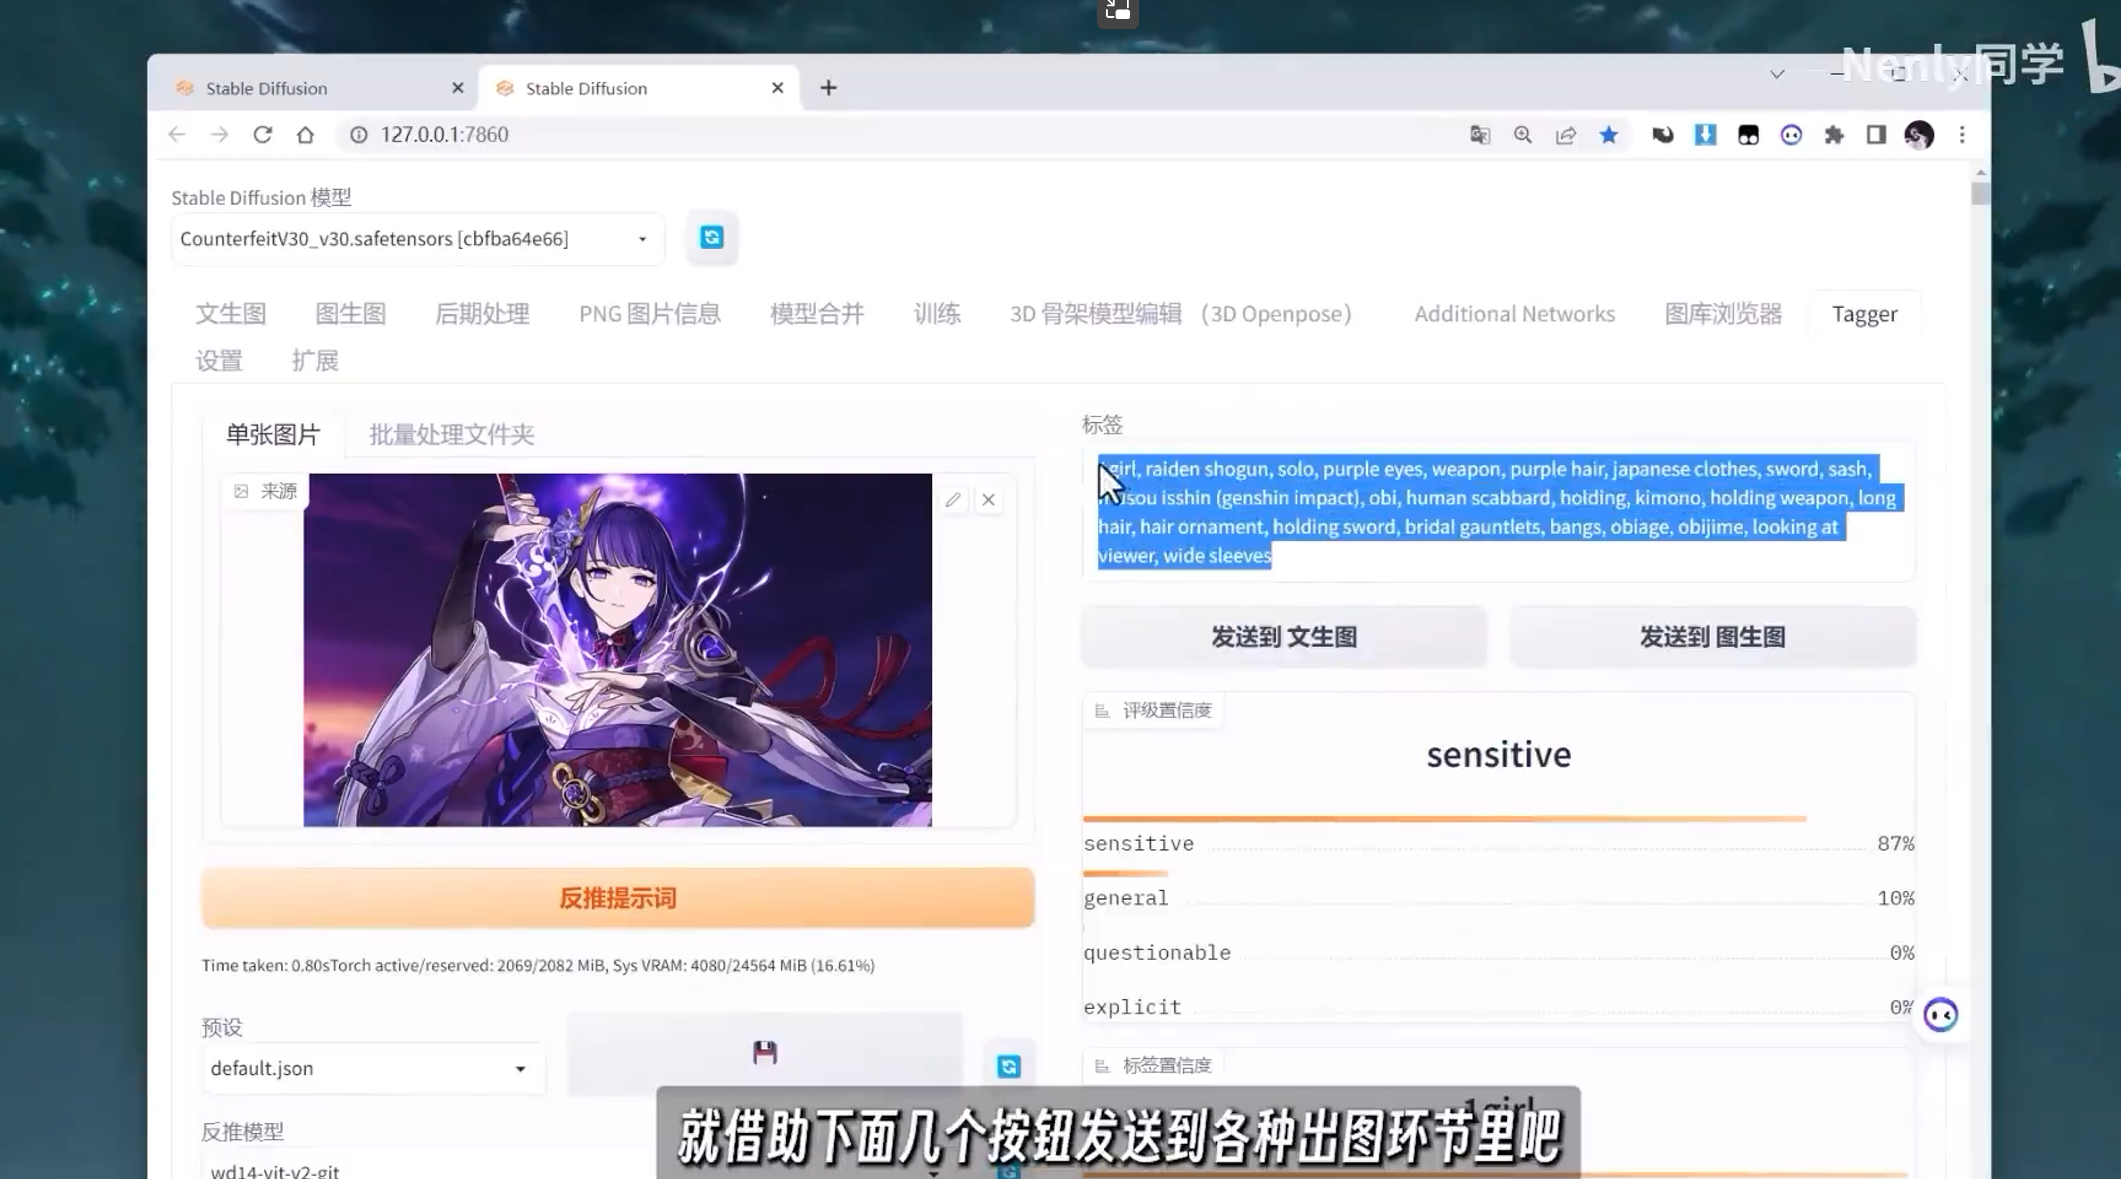 Nenly同学
Stable Diffusion
Stable Diffusion
127.0.0.1:7860
Stable Diffusion 模型
CounterfeitV30_v30.safetensors [cbfba64e66]
文生图
图生图
后期处理
PNG 图片信息
模型合并
训练
3D 骨架模型编辑 （3D Openpose）
Additional Networks
图库浏览器
Tagger
设置
扩展
单张图片
批量处理文件夹
来源
反推提示词
Time taken: 0.80sTorch active/reserved: 2069/2082 MiB, Sys VRAM: 4080/24564 MiB (16.61%)
预设
default.json
反推模型
wd14-vit-v2-git
标签
girl, raiden shogun, solo, purple eyes, weapon, purple hair, japanese clothes, sword, sash,
isshin (genshin impact), obi, human scabbard, holding, kimono, holding weapon, long
hair, hair ornament, holding sword, bridal gauntlets, bangs, obiage, obijime, looking at
viewer, wide sleeves
发送到 文生图
发送到 图生图
评级置信度
sensitive
sensitive 87%
general 10%
questionable 0%
explicit 0%
标签置信度
1girl
就借助下面几个按钮发送到各种出图环节里吧